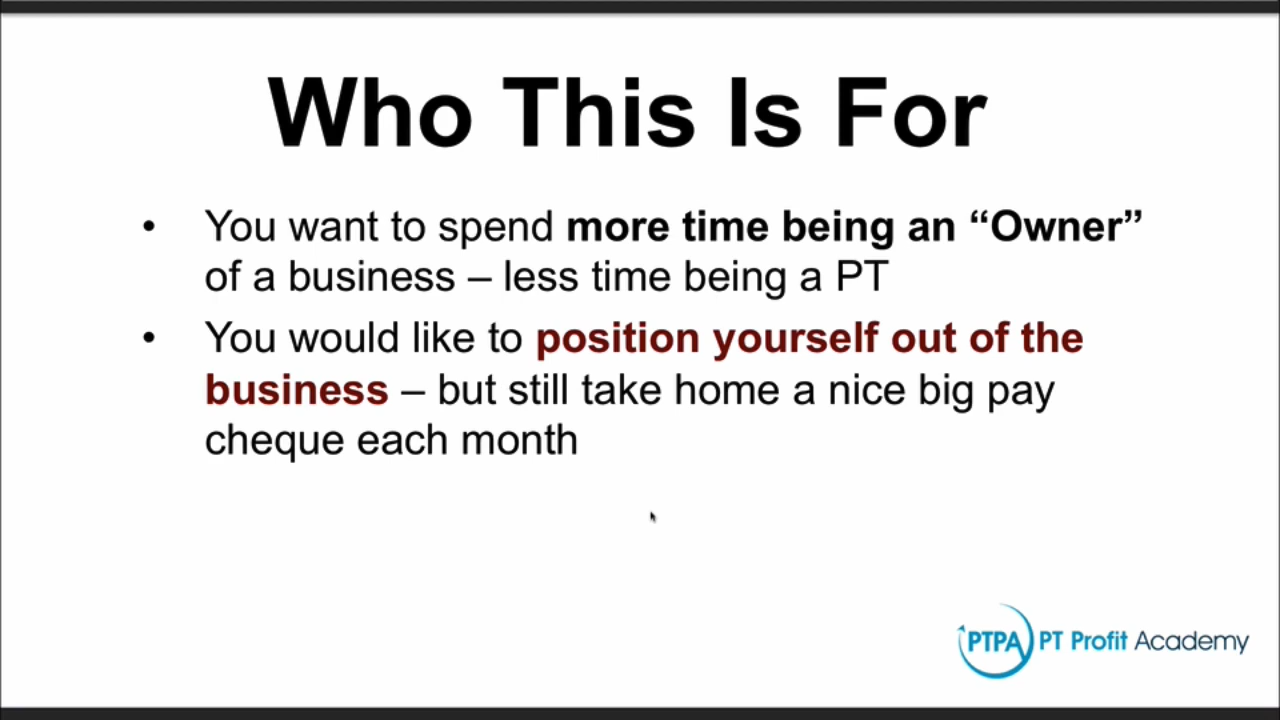 Who This Is For
• You want to spend more time being an “Owner”
of a business – less time being a PT
• You would like to position yourself out of the
business – but still take home a nice big pay
cheque each month
PTPA PT Profit Academy